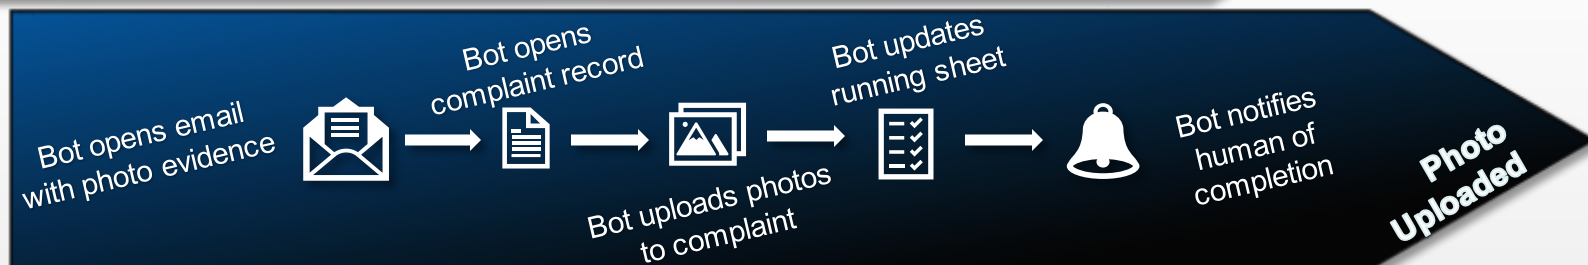 Bot opens email
with photo evidence
Bot opens
complaint record
Bot uploads photos
to complaint
Bot updates
running sheet
Bot notifies
human of
completion
Photo
Uploaded